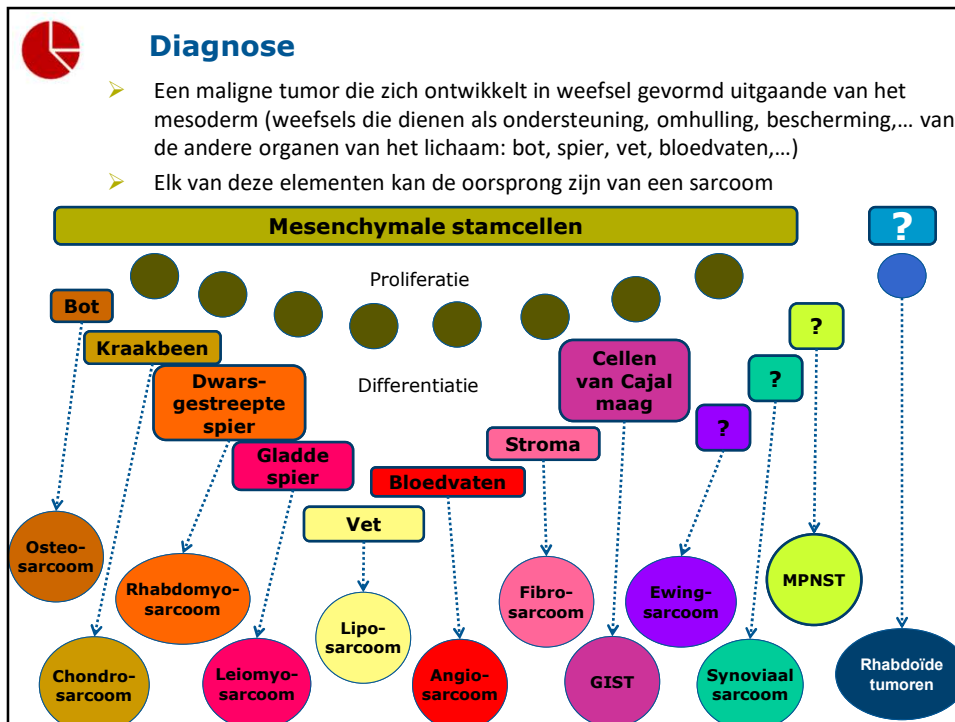 Diagnose
Een maligne tumor die zich ontwikkelt in weefsel gevormd uitgaande van het
mesoderm (weefsels die dienen als ondersteuning, omhulling, bescherming,... van
de andere organen van het lichaam: bot, spier, vet, bloedvaten,...)
Elk van deze elementen kan de oorsprong zijn van een sarcoom
Mesenchymale stamcellen
?
Proliferatie
Bot
Kraakbeen
Dwars-
gestreepte
spier
Gladde
spier
Differentiatie
Vet
Bloedvaten
Stroma
Cellen
van Cajal
maag
?
?
?
Osteo-
sarcoom
Chondro-
sarcoom
Rhabdomyo-
sarcoom
Leiomyo-
sarcoom
Lipo-
sarcoom
Angio-
sarcoom
Fibro-
sarcoom
GIST
Ewing-
sarcoom
Synoviaal
sarcoom
MPNST
Rhabdoïde
tumoren